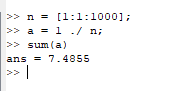 >> n = [1:1:1000];
>> a = 1 ./ n;
>> sum(a)
ans = 7.4855
>>